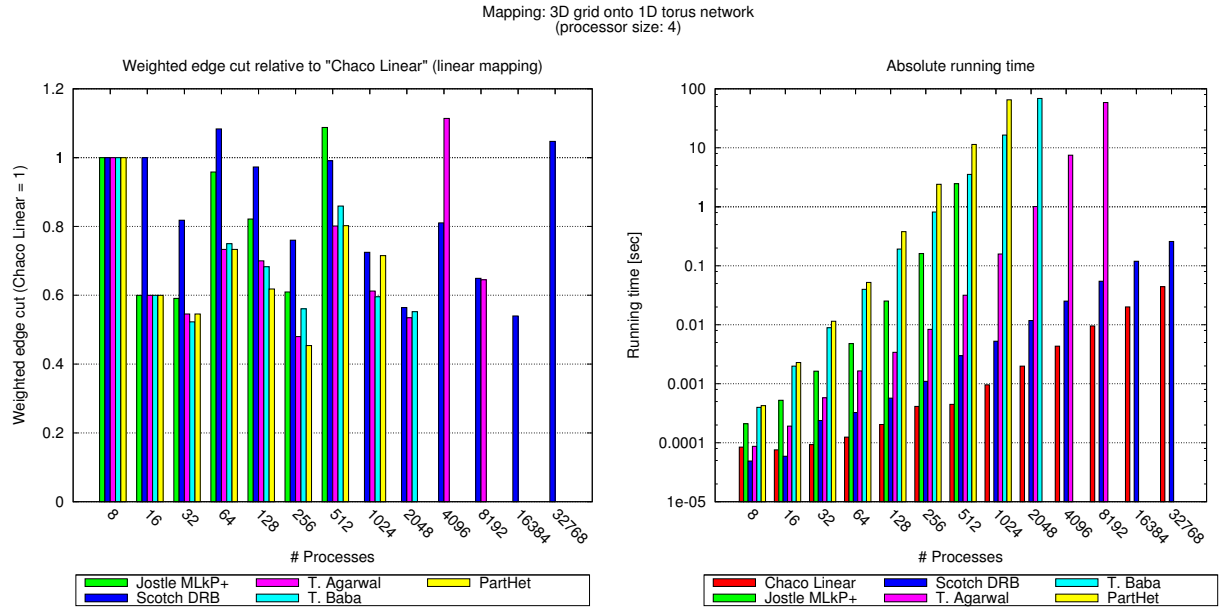 Mapping: 3D grid onto 1D torus network
(processor size: 4)
Weighted edge cut relative to "Chaco Linear" (linear mapping)
Weighted edge cut (Chaco Linear = 1)
1.2
1
0.8
0.6
0.4
0.2
0
8
16
32
64
128
256
512
1024
2048
4096
8192
16384
32768
# Processes
Jostle MLkP+
Scotch DRB
T. Agarwal
T. Baba
PartHet
Absolute running time
Running time [sec]
100
10
1
0.1
0.01
0.001
0.0001
1e-05
8
16
32
64
128
256
512
1024
2048
4096
8192
16384
32768
# Processes
Chaco Linear
Jostle MLkP+
Scotch DRB
T. Agarwal
T. Baba
PartHet